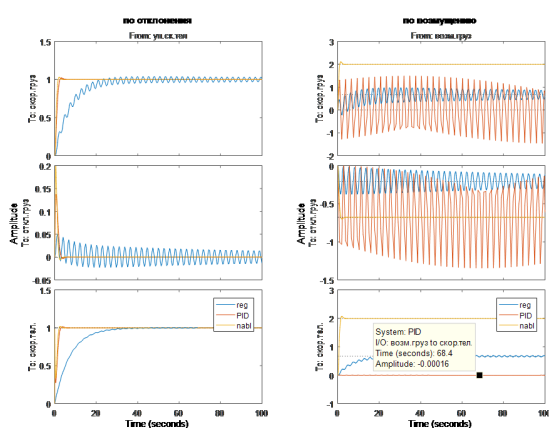 по отклонения
From: уп.ск.тел
To: скор.груз
1.5
1
0.5
0
Amplitude
To: откл.груз
0.2
0.15
0.1
0.05
0
-0.05
To: скор.тел.
1.5
1
0.5
0
reg
PID
nabl
0 20 40 60 80 100
Time (seconds)
по возмущению
From: возм.груз
To: скор.груз
3
2
1
0
-1
-2
Amplitude
To: откл.груз
0
-0.5
-1
-1.5
To: скор.тел.
3
2
1
0
-1
reg
PID
nabl
System: PID
I/O: возм.груз to скор.тел.
Time (seconds): 68.4
Amplitude: -0.00016
0 20 40 60 80 100
Time (seconds)